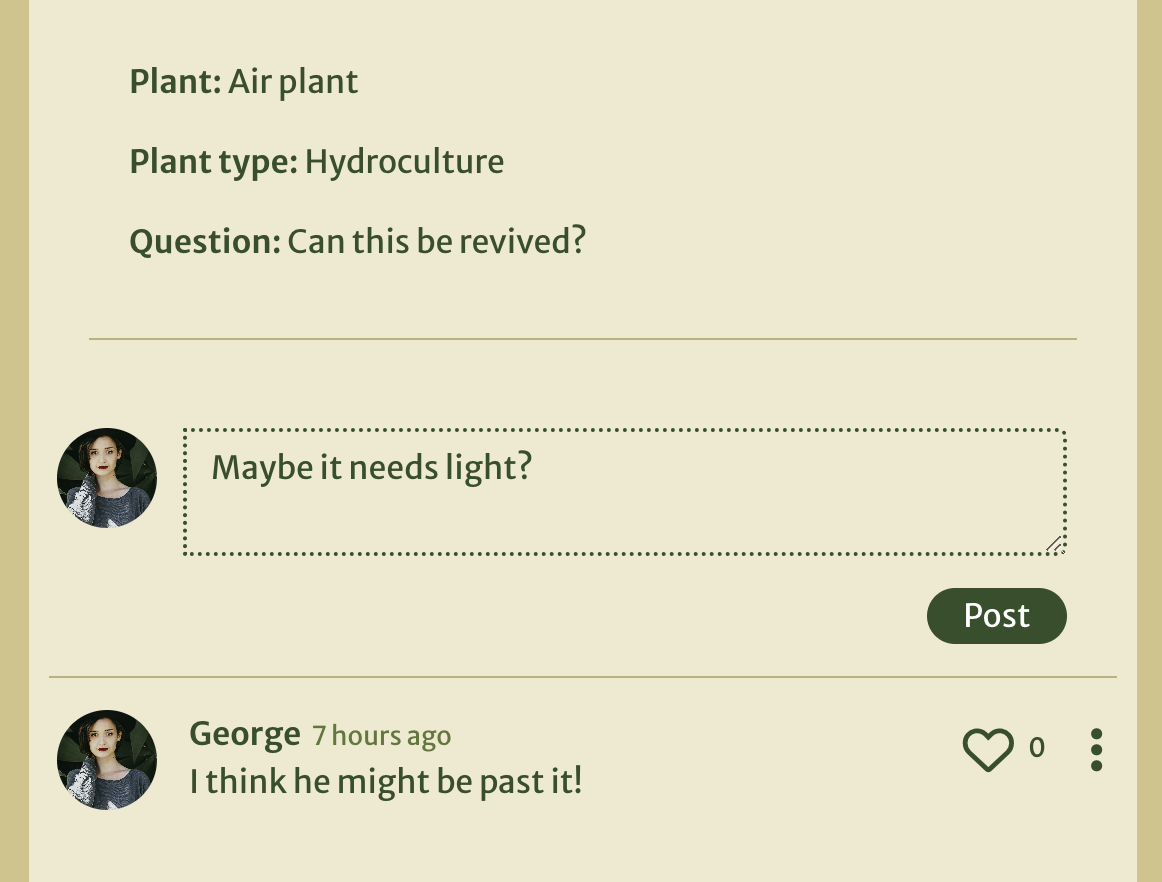 Plant: Air plant
Plant type: Hydroculture
Question: Can this be revived?
Maybe it needs light?
Post
George 7 hours ago
0
I think he might be past it!